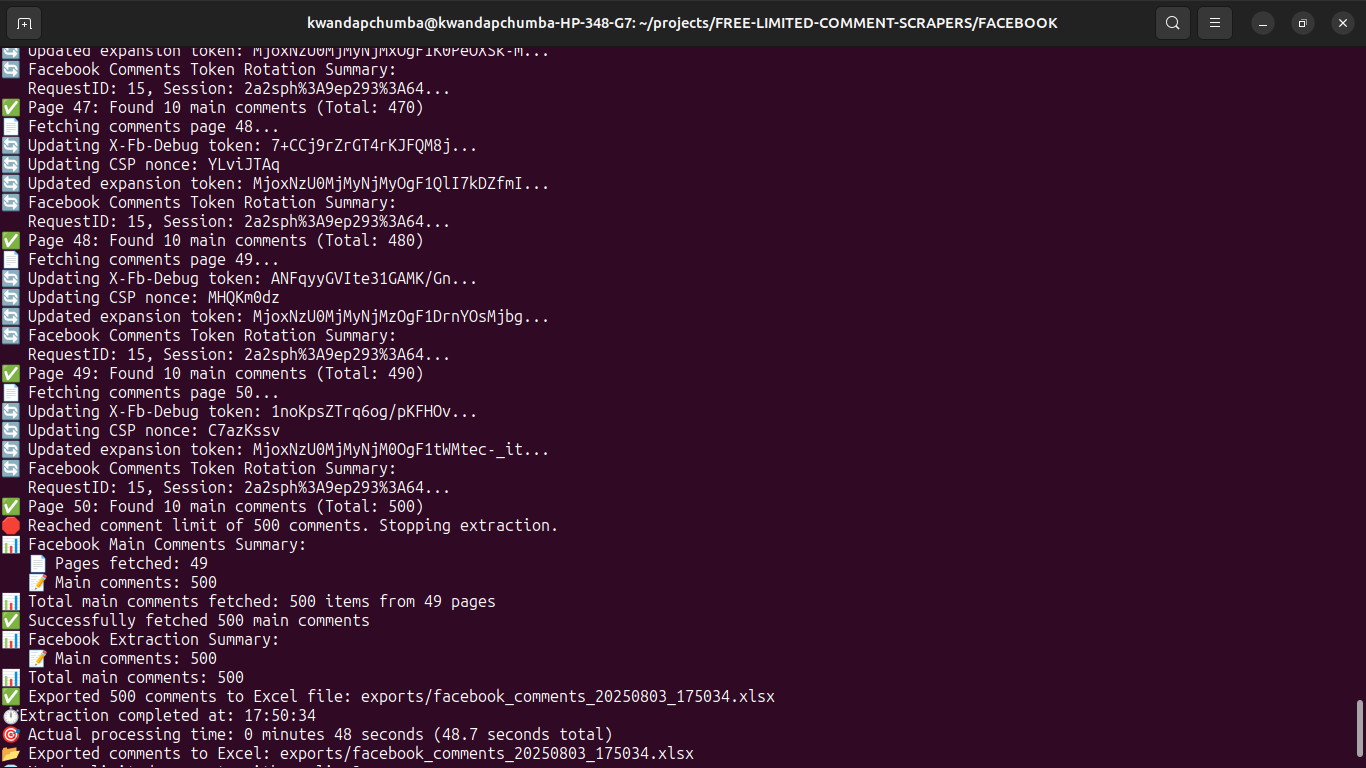 kwandapchumba@kwandapchumba-HP-348-G7: ~/projects/FREE-LIMITED-COMMENT-SCRAPERS/FACEBOOK
🔄 Updated expansion token: MjoxNzU0MjMyNjMxOgF1K0PeOXSk-m...
🔄 Facebook Comments Token Rotation Summary:
RequestID: 15, Session: 2a2sph%3A9ep293%3A64...
✅ Page 47: Found 10 main comments (Total: 470)
📄 Fetching comments page 48...
🔄 Updating X-Fb-Debug token: 7+CCj9rZrGT4rKJFQM8j...
🔄 Updating CSP nonce: YLviJTAq
🔄 Updated expansion token: MjoxNzU0MjMyNjMyOgF1QlI7kDZfmI...
🔄 Facebook Comments Token Rotation Summary:
RequestID: 15, Session: 2a2sph%3A9ep293%3A64...
✅ Page 48: Found 10 main comments (Total: 480)
📄 Fetching comments page 49...
🔄 Updating X-Fb-Debug token: ANFqyyGVIte31GAMK/Gn...
🔄 Updating CSP nonce: MHQKm0dz
🔄 Updated expansion token: MjoxNzU0MjMyNjMzOgF1DrnYOsMjbg...
🔄 Facebook Comments Token Rotation Summary:
RequestID: 15, Session: 2a2sph%3A9ep293%3A64...
✅ Page 49: Found 10 main comments (Total: 490)
📄 Fetching comments page 50...
🔄 Updating X-Fb-Debug token: 1noKpsZTrq6og/pKFHOv...
🔄 Updating CSP nonce: C7azKssv
🔄 Updated expansion token: MjoxNzU0MjMyNjM0OgF1tWMtec-_it...
🔄 Facebook Comments Token Rotation Summary:
RequestID: 15, Session: 2a2sph%3A9ep293%3A64...
✅ Page 50: Found 10 main comments (Total: 500)
🛑 Reached comment limit of 500 comments. Stopping extraction.
📊 Facebook Main Comments Summary:
📄 Pages fetched: 49
📝 Main comments: 500
📊 Total main comments fetched: 500 items from 49 pages
✅ Successfully fetched 500 main comments
📊 Facebook Extraction Summary:
📝 Main comments: 500
📊 Total main comments: 500
✅ Exported 500 comments to Excel file: exports/facebook_comments_20250803_175034.xlsx
⏱️Extraction completed at: 17:50:34
🎯 Actual processing time: 0 minutes 48 seconds (48.7 seconds total)
📂 Exported comments to Excel: exports/facebook_comments_20250803_175034.xlsx